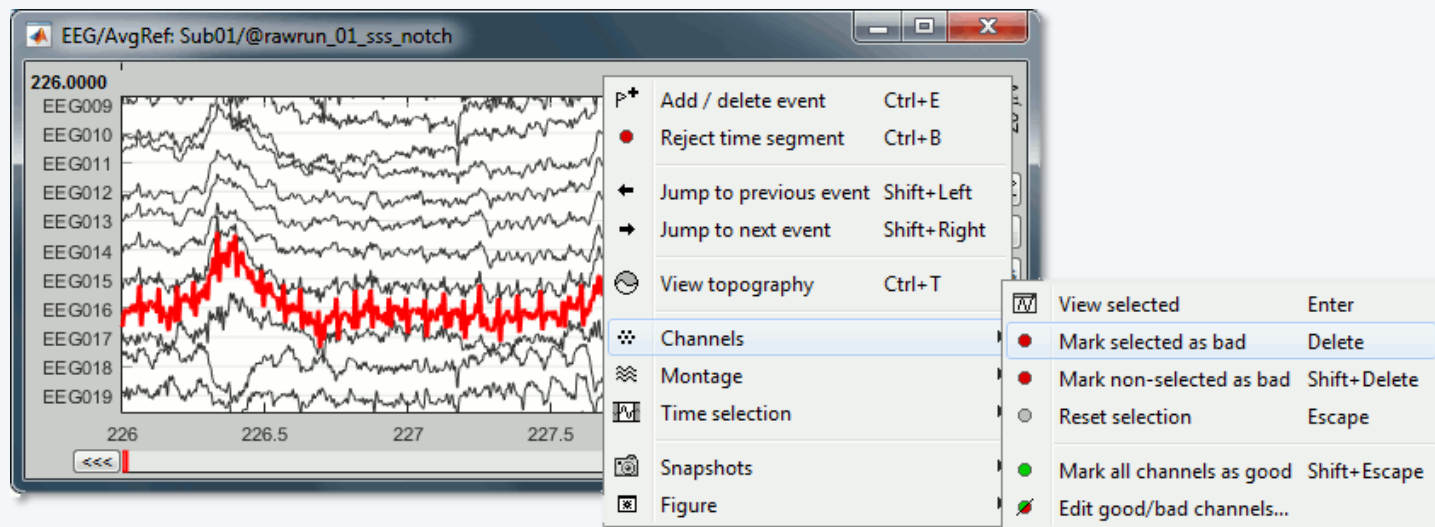 EEG/AvgRef: Sub01/@rawrun_01_sss_notch
226.0000
EEG009
EEG010
EEG011
EEG012
EEG013
EEG014
EEG015
EEG016
EEG017
EEG018
EEG019
226 226.5 227 227.5
<<<
Add / delete event Ctrl+E
Reject time segment Ctrl+B
Jump to previous event Shift+Left
Jump to next event Shift+Right
View topography Ctrl+T
Channels
Montage
Time selection
Snapshots
Figure
View selected Enter
Mark selected as bad Delete
Mark non-selected as bad Shift+Delete
Reset selection Escape
Mark all channels as good Shift+Escape
Edit good/bad channels...